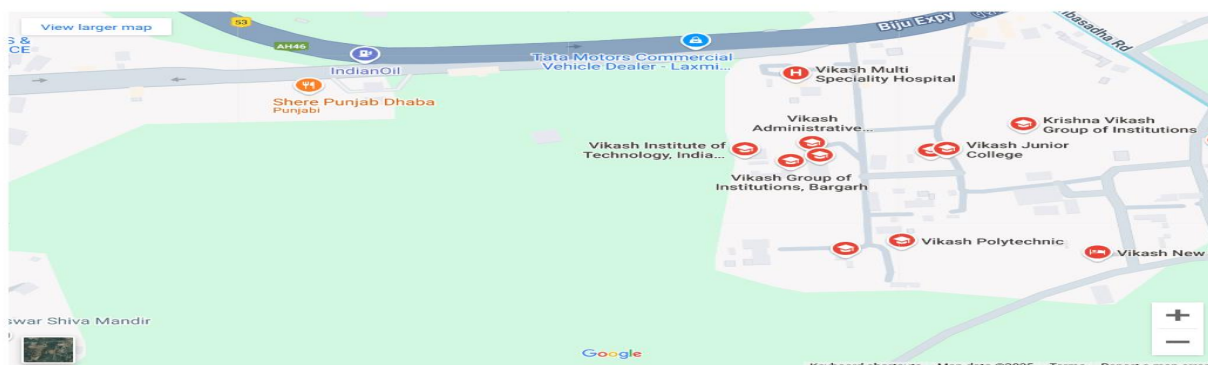 View larger map
53
Biju Expy
AH46
IndianOil
Tata Motors Commercial
Vehicle Dealer - Laxmi...
S &
CE
Shere Punjab Dhaba
Punjabi
Vikash Multi
Speciality Hospital
Vikash
Administrative...
Krishna Vikash
Group of Institutions
Vikash Institute of
Technology, India...
Vikash Junior
College
Vikash Group of
Institutions, Bargarh
Vikash Polytechnic
Vikash New
swar Shiva Mandir
+
−
Google